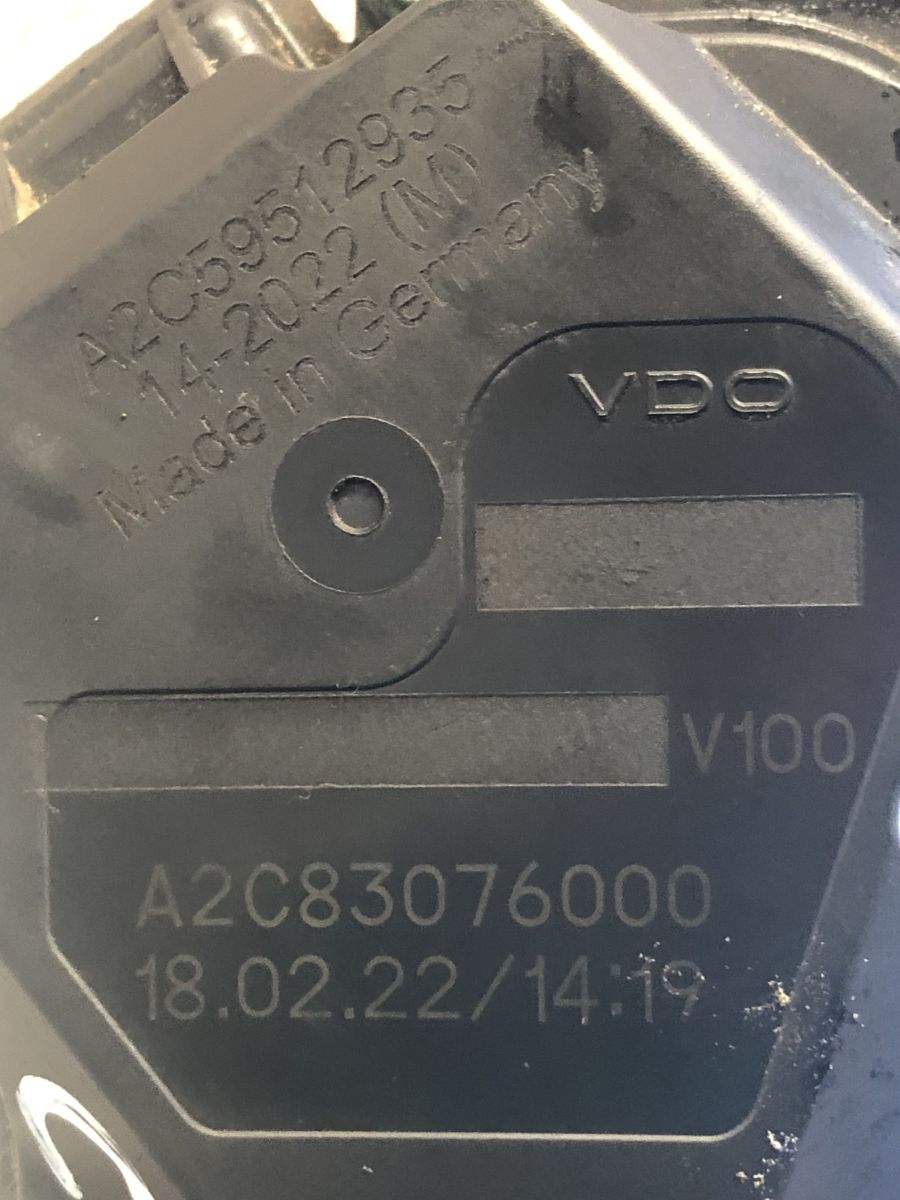 A2C59512935
14-2022 (M)
Made in Germany
VDO
V100
A2C83076000
18.02.22/14:19